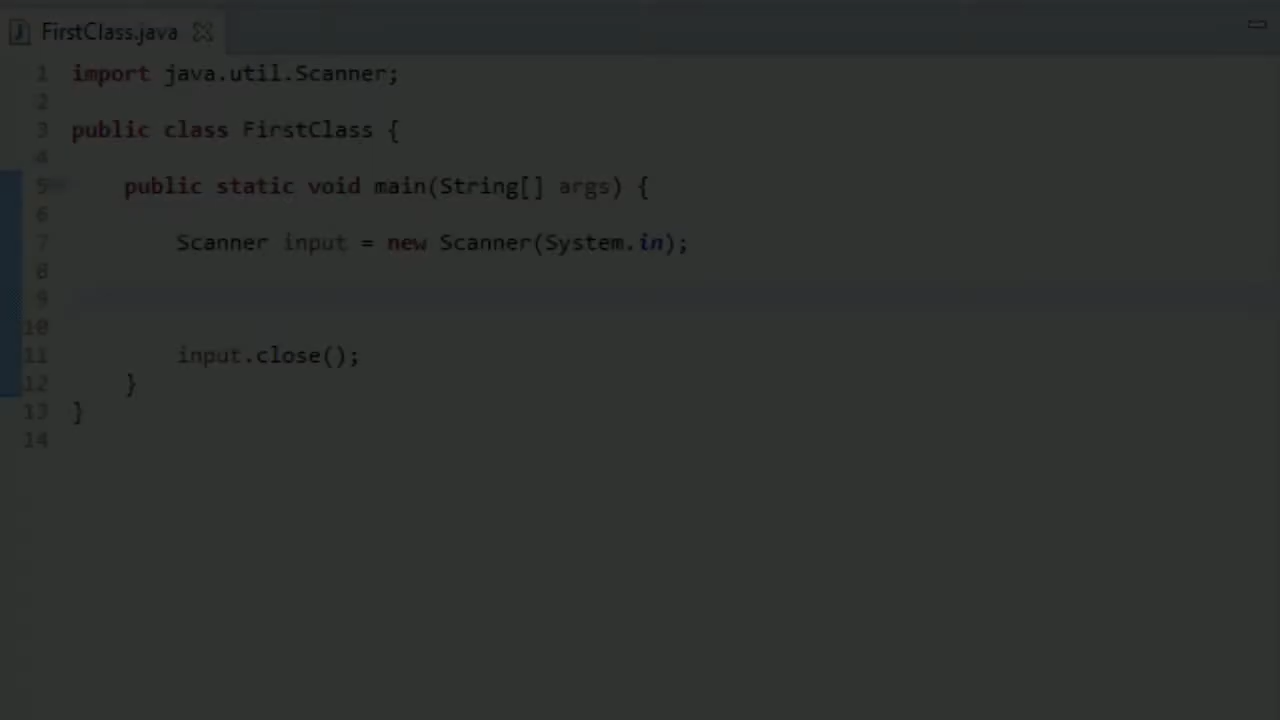 FirstClass.java
1 import java.util.Scanner;
2
3 public class FirstClass {
4
5 public static void main(String[] args) {
6
7 Scanner input = new Scanner(System.in);
8
9
10
11 input.close();
12 }
13 }
14